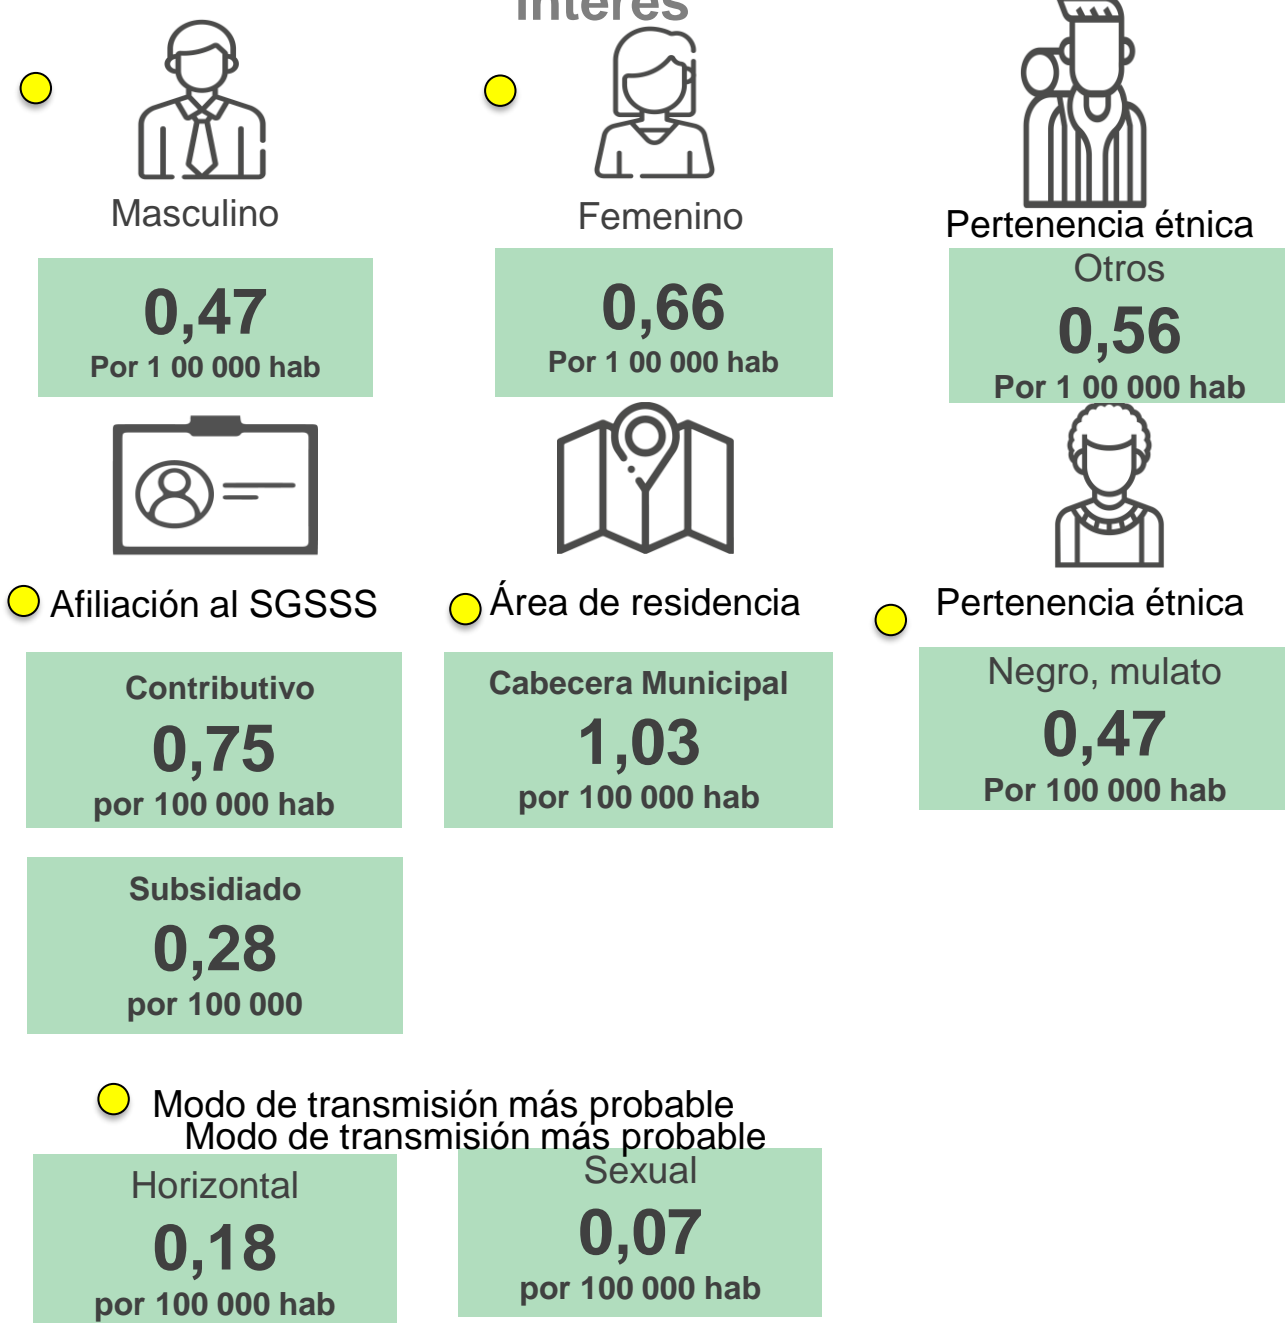 interés
Masculino
Femenino
Pertenencia étnica
0,47
Por 1 00 000 hab
0,66
Por 1 00 000 hab
Otros
0,56
Por 1 00 000 hab
Afiliación al SGSSS
Área de residencia
Pertenencia étnica
Contributivo
0,75
por 100 000 hab
Cabecera Municipal
1,03
por 100 000 hab
Negro, mulato
0,47
Por 100 000 hab
Subsidiado
0,28
por 100 000
Modo de transmisión más probable
Modo de transmisión más probable
Horizontal
0,18
por 100 000 hab
Sexual
0,07
por 100 000 hab